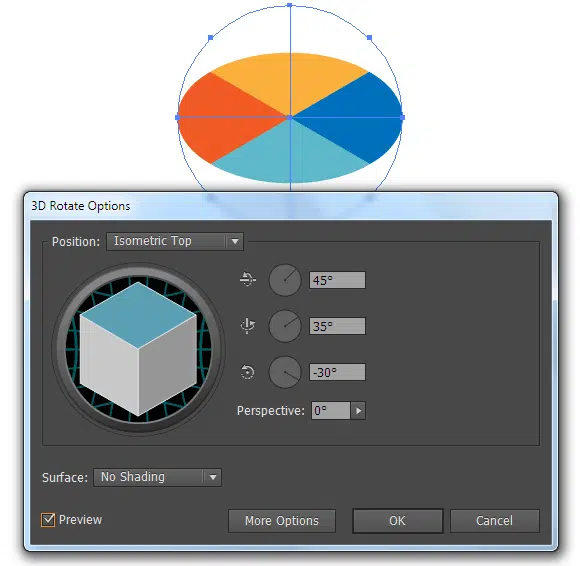 3D Rotate Options
Position: Isometric Top
45°
35°
-30°
Perspective: 0°
Surface: No Shading
Preview More Options OK Cancel